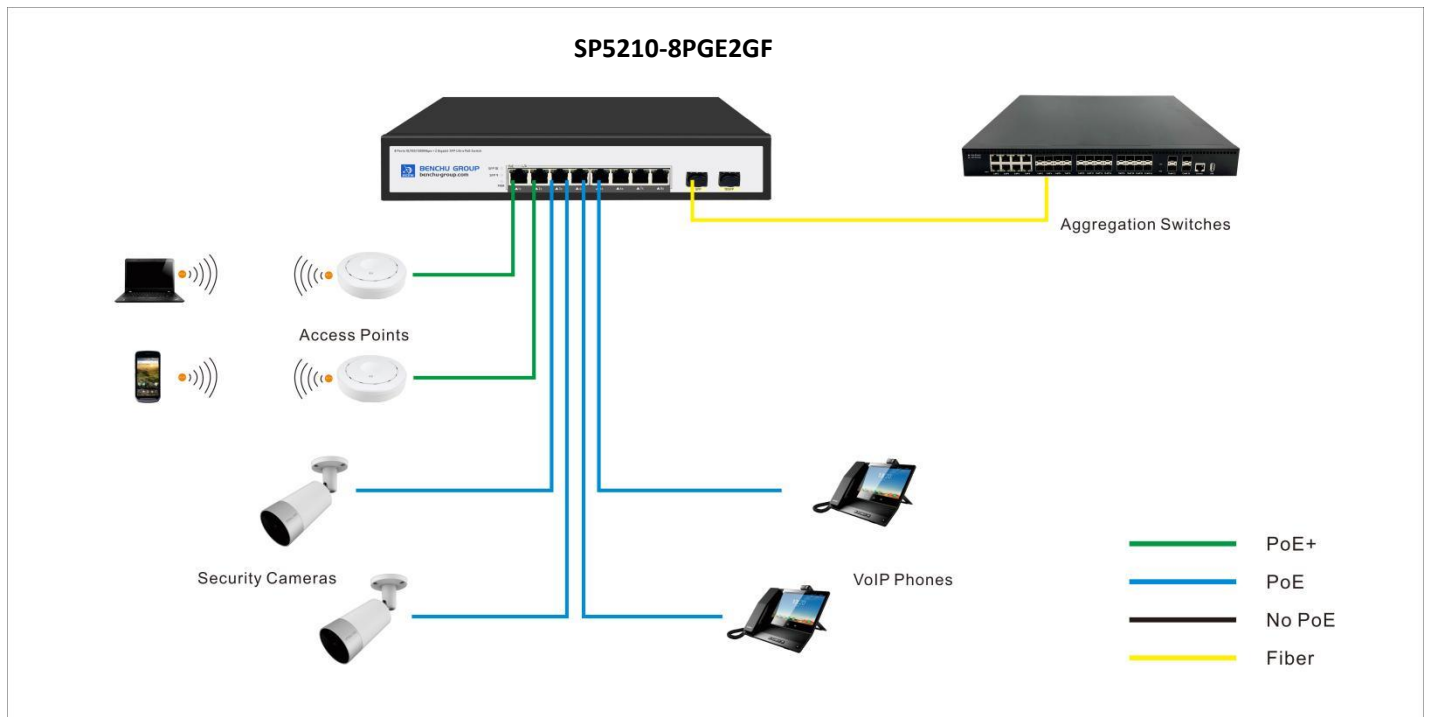 SP5210-8PGE2GF
BENCHU GROUP
benchu-group.com
Aggregation Switches
Access Points
Security Cameras
VoIP Phones
PoE+
PoE
No PoE
Fiber